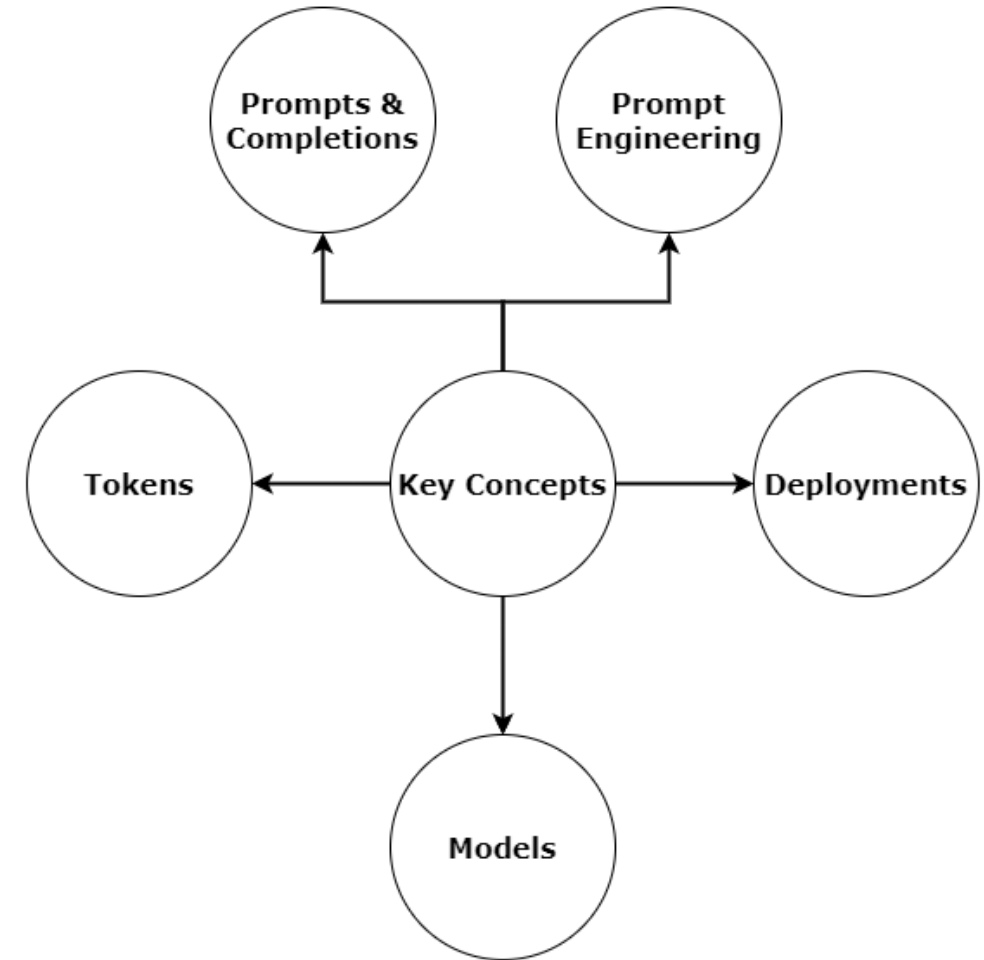 Prompts &
Completions
Prompt
Engineering
Tokens
Key Concepts
Deployments
Models